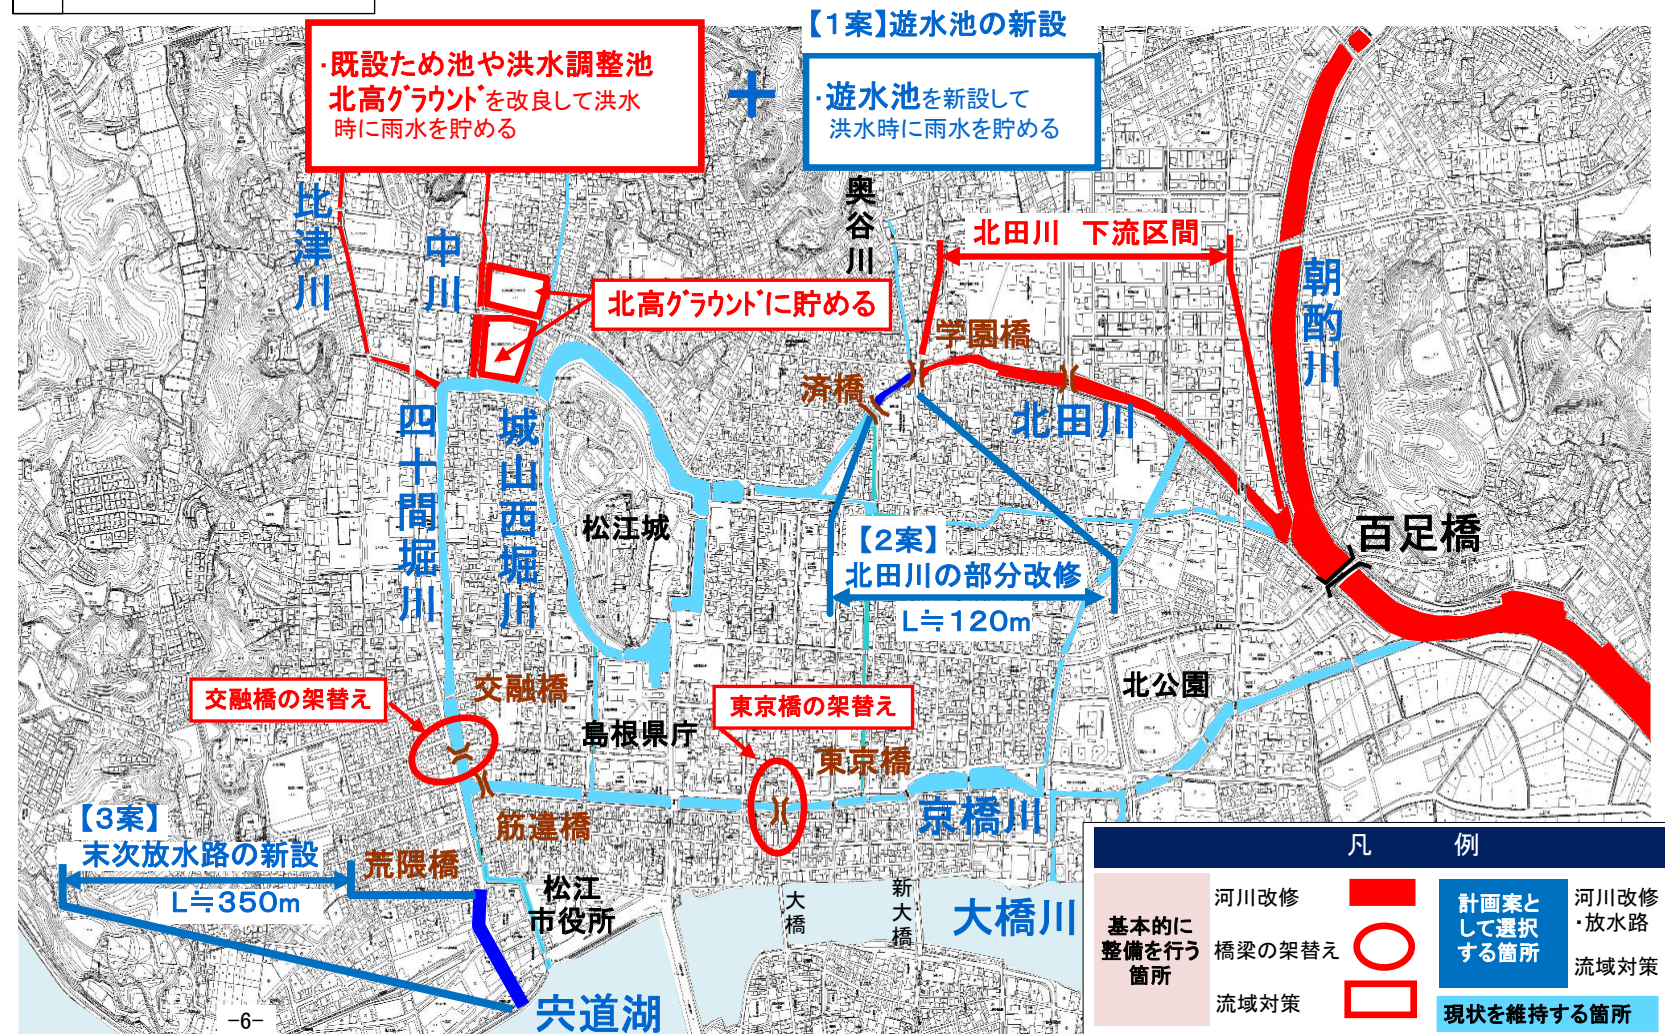 【1案】遊水池の新設
・既設ため池や洪水調整池
北高グラウンドを改良して洪水
時に雨水を貯める
＋
・遊水池を新設して
洪水時に雨水を貯める
比津川
中川
奥谷川
北田川 下流区間
朝酌川
北高グラウンドに貯める
学園橋
済橋
北田川
四十間堀川
城山西堀川
松江城
百足橋
【2案】
北田川の部分改修
L≒120m
交融橋の架替え
交融橋
島根県庁
東京橋の架替え
東京橋
北公園
京橋川
筋違橋
【3案】
末次放水路の新設
L≒350m
荒隈橋
松江
市役所
大橋
新大橋
大橋川
宍道湖
凡 例
基本的に
整備を行う
箇所
河川改修
橋梁の架替え
流域対策
計画案と
して選択
する箇所
河川改修
・放水路
流域対策
現状を維持する箇所
-6-